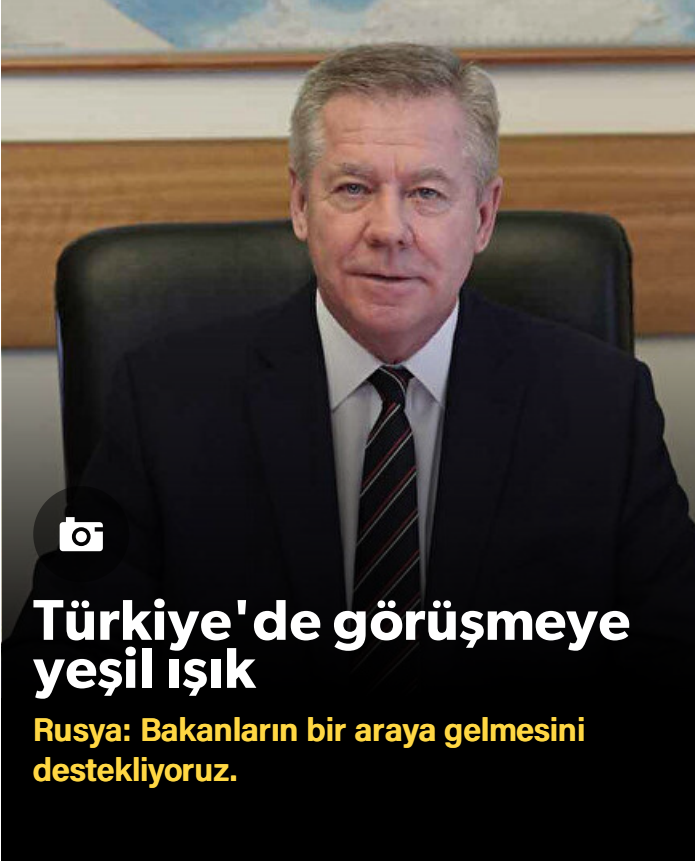 Türkiye'de görüşmeye
yeşil ışık
Rusya: Bakanların bir araya gelmesini
destekliyoruz.